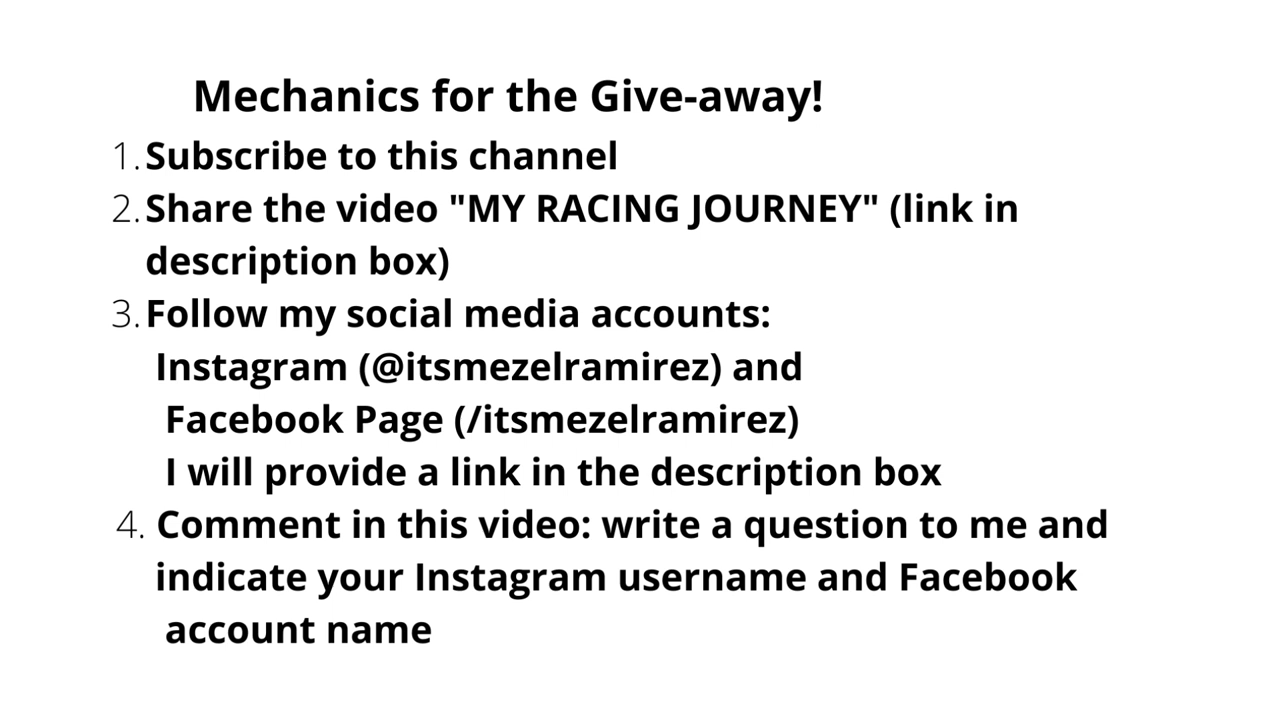 Mechanics for the Give-away!
1. Subscribe to this channel
2. Share the video "MY RACING JOURNEY" (link in
description box)
3. Follow my social media accounts:
Instagram (@itsmezelramirez) and
Facebook Page (/itsmezelramirez)
I will provide a link in the description box
4. Comment in this video: write a question to me and
indicate your Instagram username and Facebook
account name